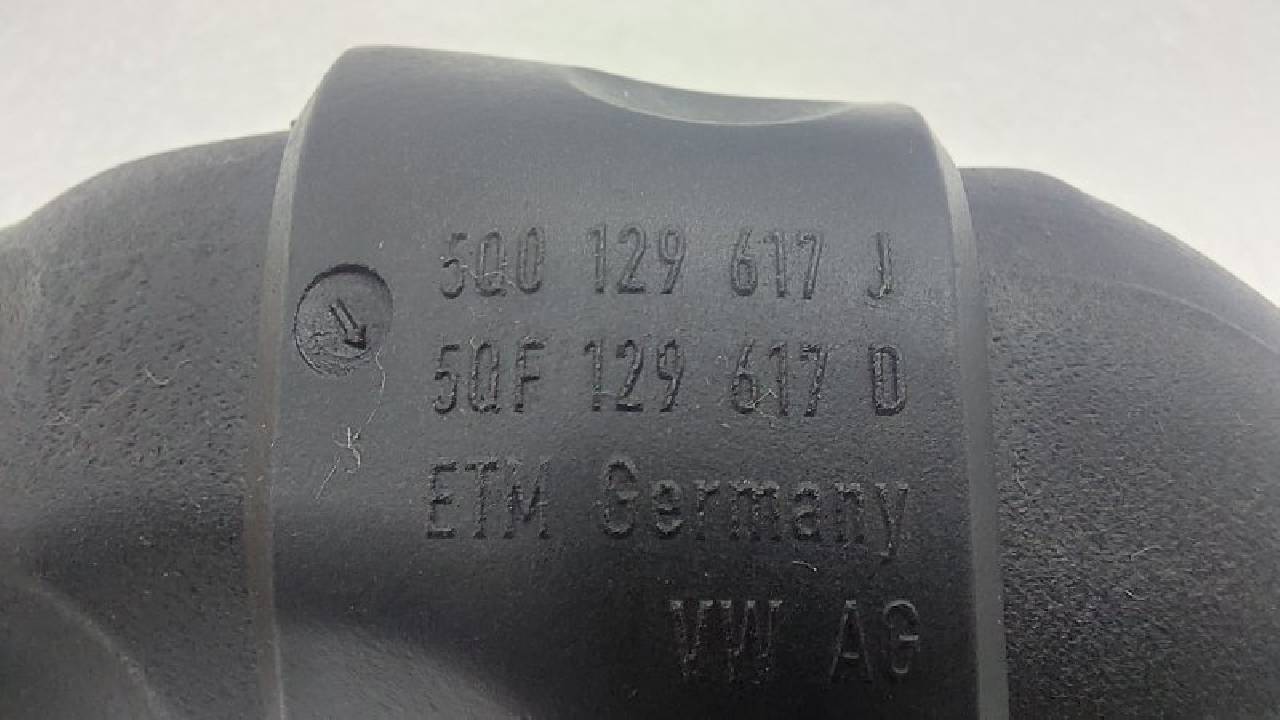 5Q0 129 617 J
5QF 129 617 D
ETM Germany
VW AG